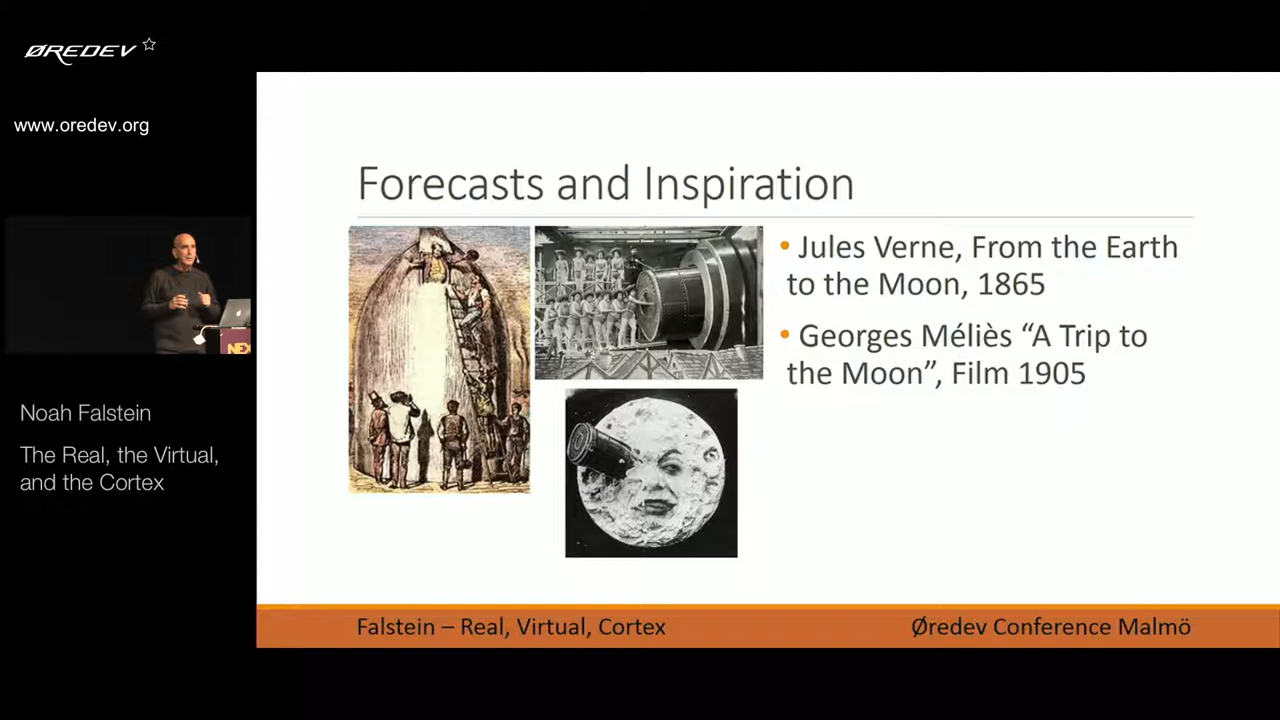 ØREDEV
www.oredev.org
Noah Falstein
The Real, the Virtual,
and the Cortex
NEX
Forecasts and Inspiration
• Jules Verne, From the Earth
to the Moon, 1865
• Georges Méliès “A Trip to
the Moon”, Film 1905
Falstein – Real, Virtual, Cortex
Øredev Conference Malmö